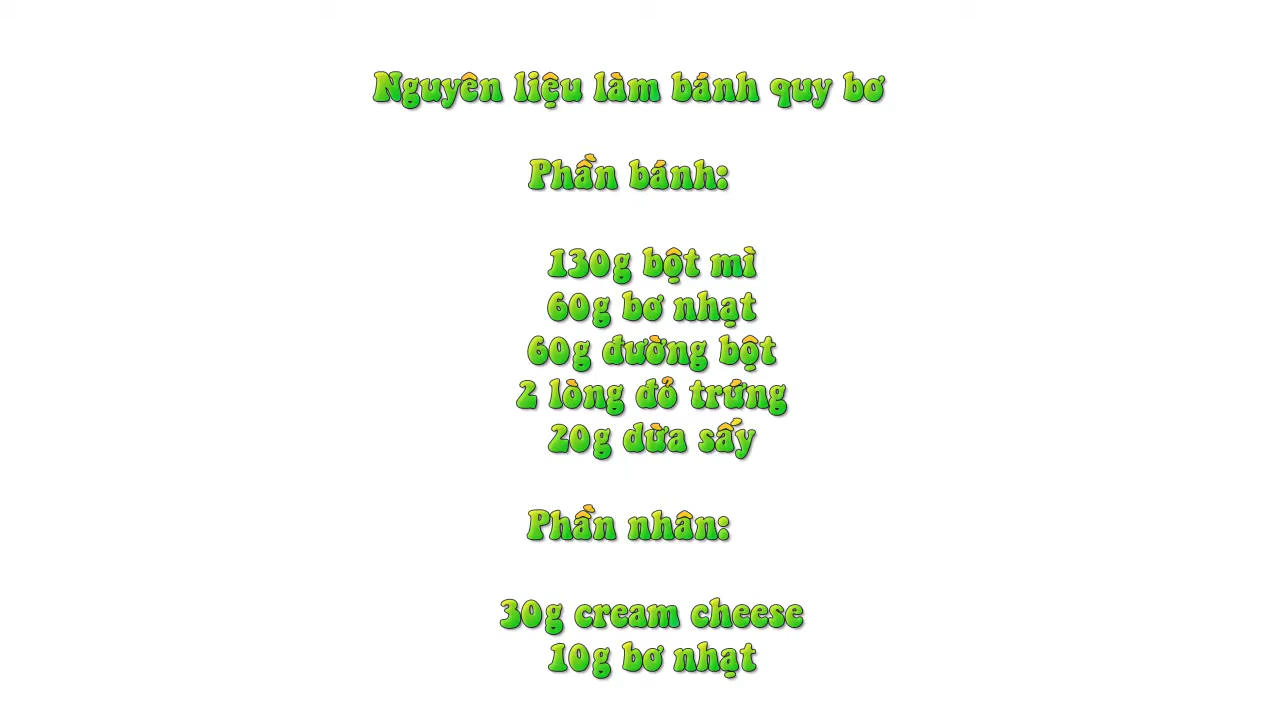 Nguyên liệu làm bánh quy bơ
Phần bánh:
130g bột mì
60g bơ nhạt
60g đường bột
2 lòng đỏ trứng
20g dừa sấy
Phần nhân:
30g cream cheese
10g bơ nhạt